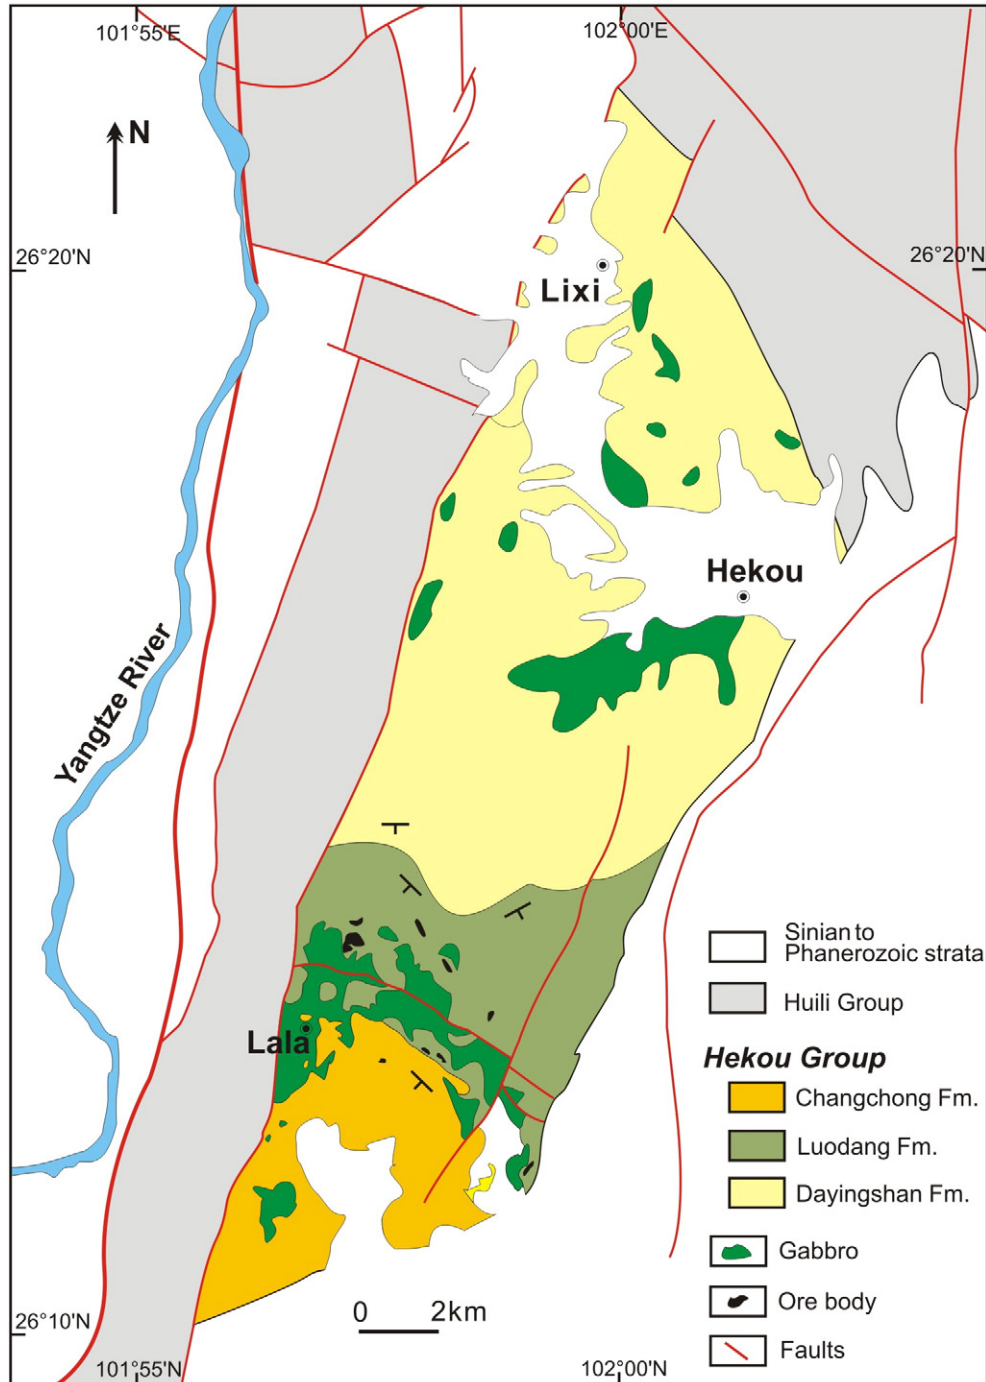 101°55'E
102°00'E
N
26°20'N
26°20'N
Lixi
Hekou
Yangtze River
Lala
Sinian to
Phanerozoic strata
Huili Group
Hekou Group
Changchong Fm.
Luodang Fm.
Dayingshan Fm.
Gabbro
Ore body
Faults
0 2km
26°10'N
101°55'N
102°00'N